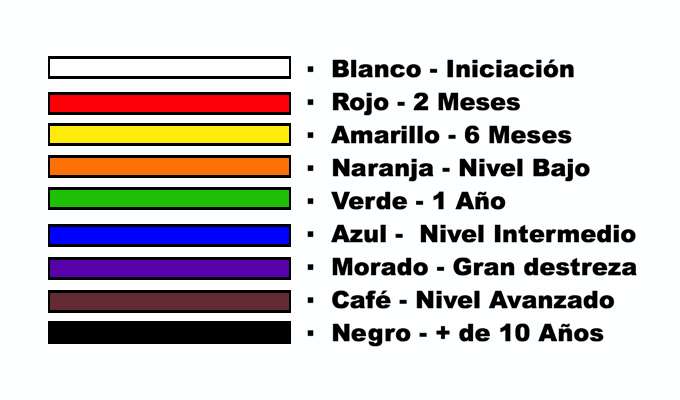 · Blanco - Iniciación
· Rojo - 2 Meses
· Amarillo - 6 Meses
· Naranja - Nivel Bajo
· Verde - 1 Año
· Azul -  Nivel Intermedio
· Morado - Gran destreza
· Café - Nivel Avanzado
· Negro - + de 10 Años